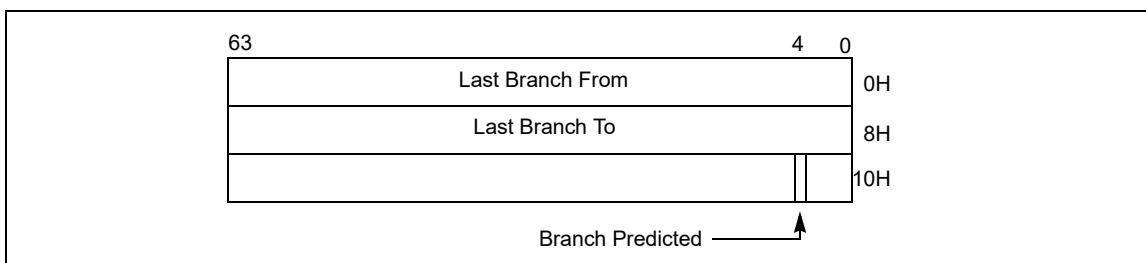 63 4 0
Last Branch From 0H
Last Branch To 8H
10H
Branch Predicted